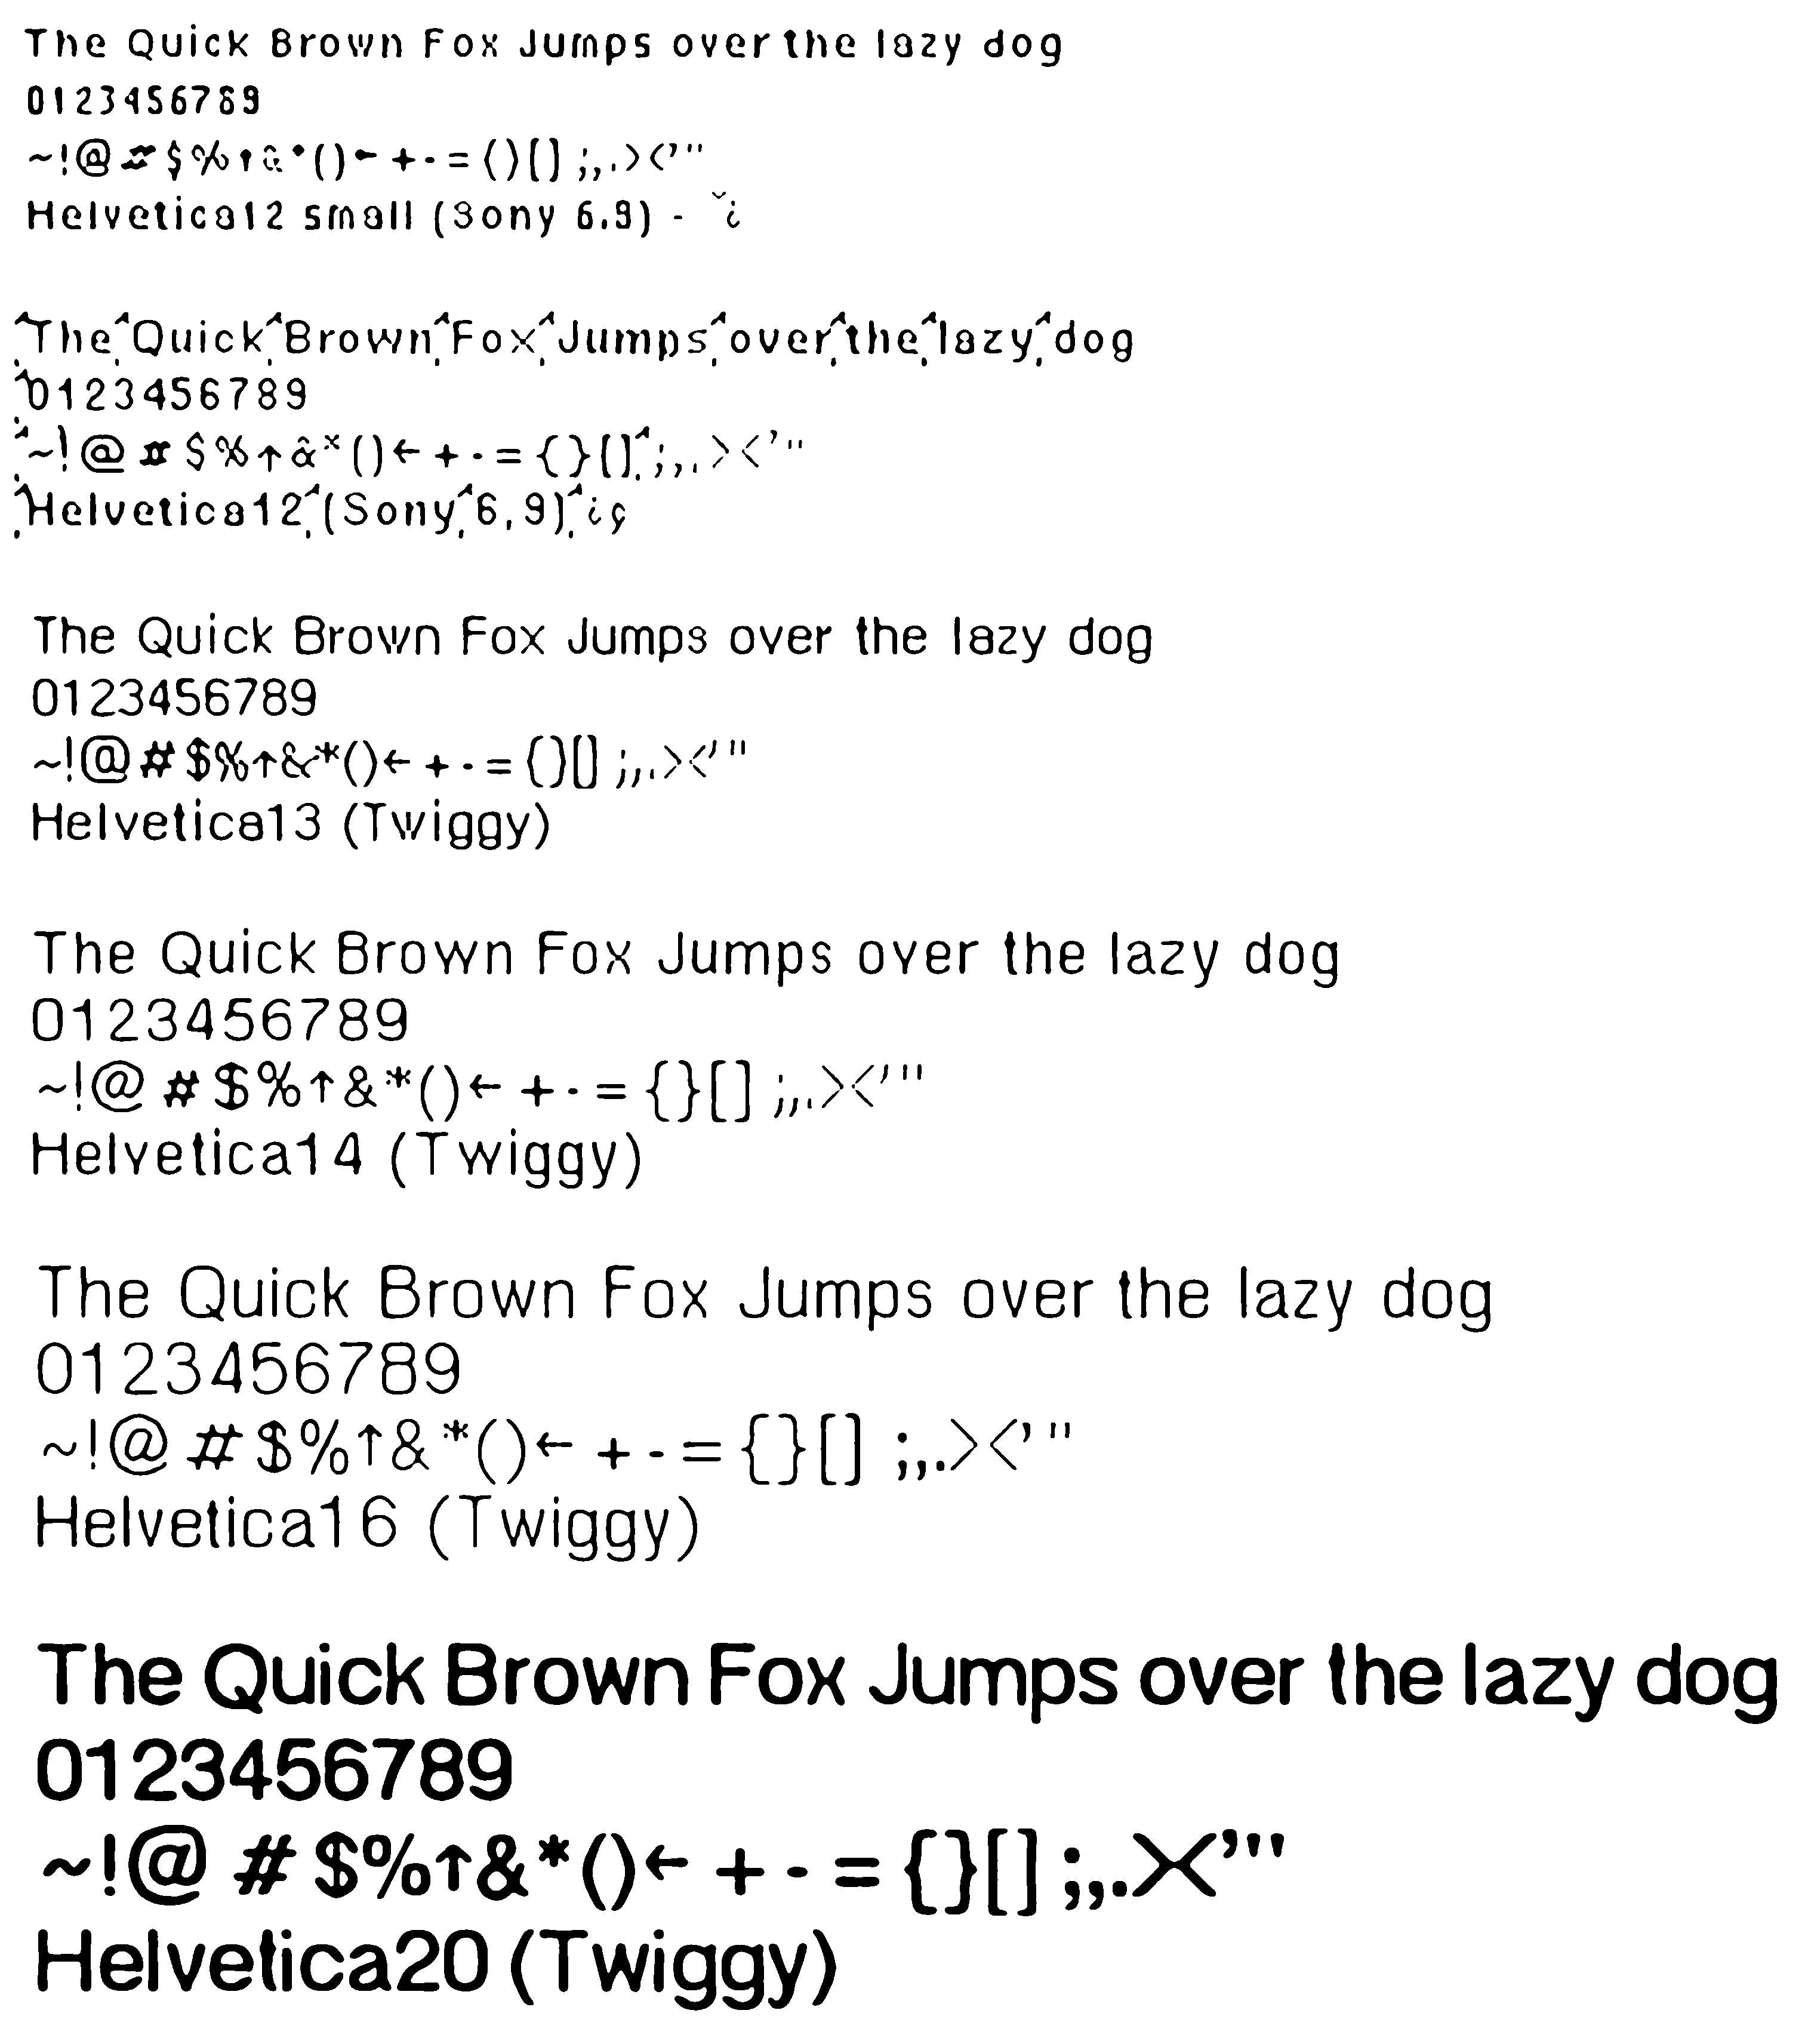 The Quick Brown Fox Jumps over the lazy dog
0123456789
~!@#$%↑&*()← + - = {}[] ;,.><'"
Helvetica12 small (Sony 6.9) - ˇ¿
The Quick Brown Fox Jumps over the lazy dog
0123456789
~!@ # $%↑&*()← + - = {}[] ;,.><'"
Helvetica12 (Sony 6,9) ¿ç
The Quick Brown Fox Jumps over the lazy dog
0123456789
~!@#$%↑&*()← + - = {}[] ;,.><'"
Helvetica13 (Twiggy)
The Quick Brown Fox Jumps over the lazy dog
0123456789
~!@ # $%↑&*()← + - = {}[] ;,.><'"
Helvetica14 (Twiggy)
The Quick Brown Fox Jumps over the lazy dog
0123456789
~!@ # $%↑&*()← + - = {}[] ;,.><'"
Helvetica16 (Twiggy)
The Quick Brown Fox Jumps over the lazy dog
0123456789
~!@ # $%↑&*()← + - = {}[] ;,.><'"
Helvetica20 (Twiggy)